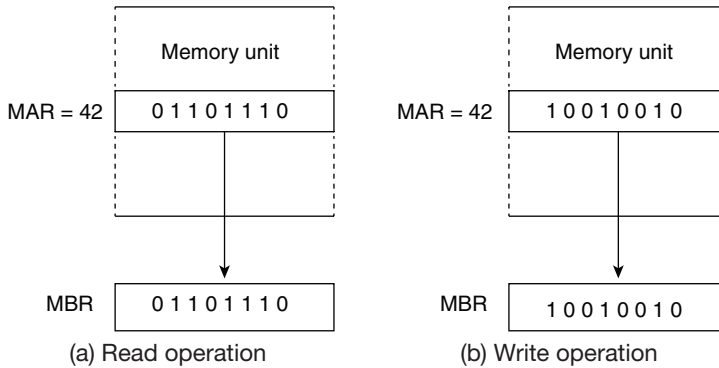 Memory unit
MAR = 42 0 1 1 0 1 1 1 0
MBR 0 1 1 0 1 1 1 0
(a) Read operation
Memory unit
MAR = 42 1 0 0 1 0 0 1 0
MBR 1 0 0 1 0 0 1 0
(b) Write operation